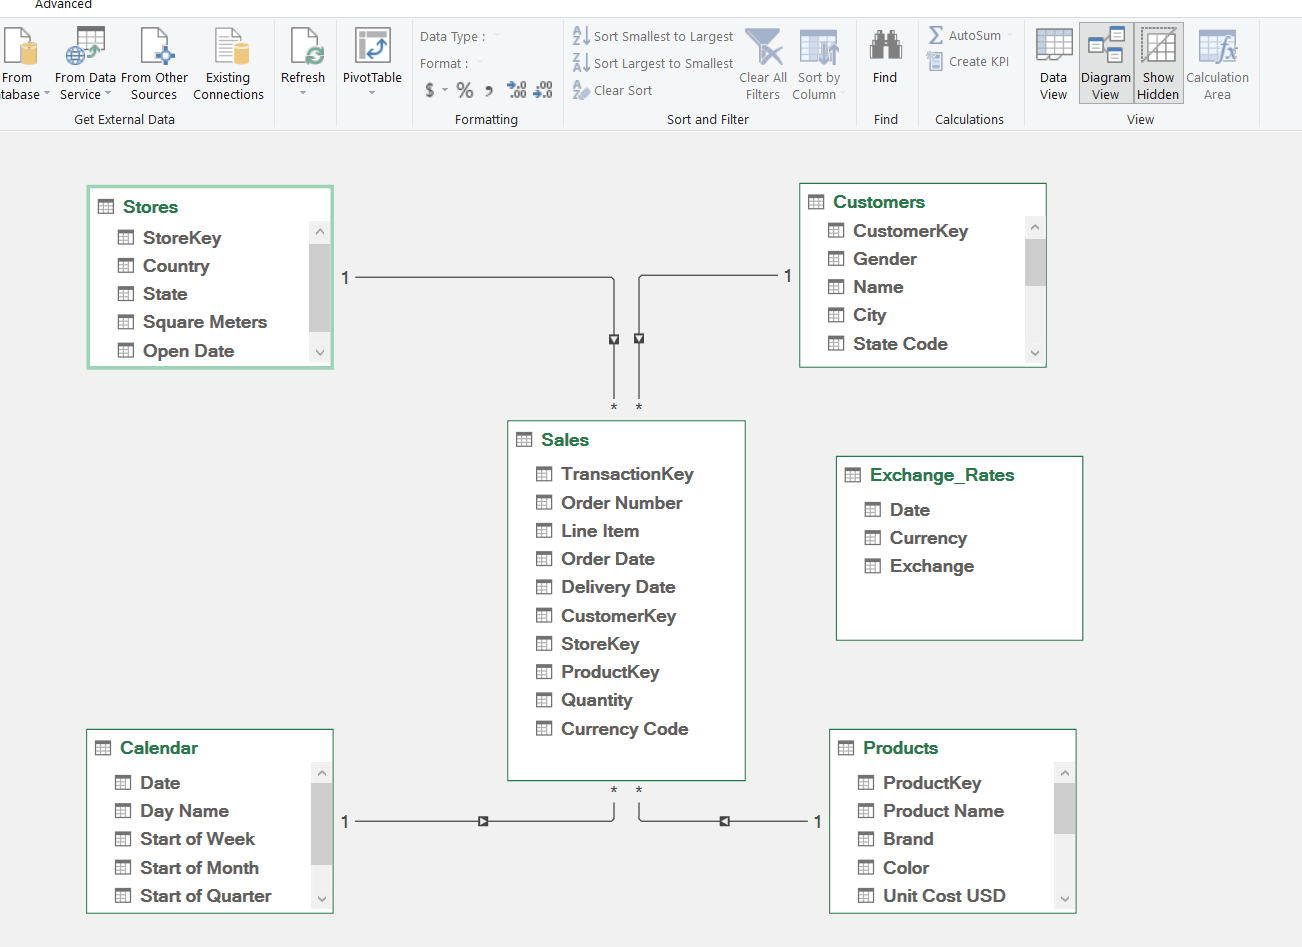 Advanced
From
tabase
From Data
Service
From Other
Sources
Existing
Connections
Get External Data
Refresh
PivotTable
Data Type :
Format :
$ % ,
.00 .0
.0 .00
Formatting
Sort Smallest to Largest
Sort Largest to Smallest
Clear Sort
Clear All
Filters
Sort by
Column
Sort and Filter
Find
Find
AutoSum
Create KPI
Calculations
Data
View
Diagram
View
Show
Hidden
Calculation
Area
View
Stores
StoreKey
Country
State
Square Meters
Open Date
1
*
Customers
CustomerKey
Gender
Name
City
State Code
1
*
Sales
TransactionKey
Order Number
Line Item
Order Date
Delivery Date
CustomerKey
StoreKey
ProductKey
Quantity
Currency Code
Exchange_Rates
Date
Currency
Exchange
Calendar
Date
Day Name
Start of Week
Start of Month
Start of Quarter
1
*
Products
ProductKey
Product Name
Brand
Color
Unit Cost USD
1
*